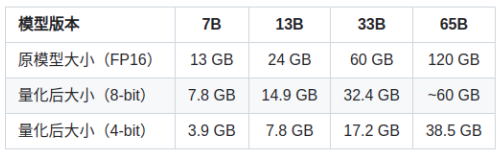 模型版本 7B 13B 33B 65B
原模型大小（FP16） 13 GB 24 GB 60 GB 120 GB
量化后大小（8-bit） 7.8 GB 14.9 GB 32.4 GB ~60 GB
量化后大小（4-bit） 3.9 GB 7.8 GB 17.2 GB 38.5 GB